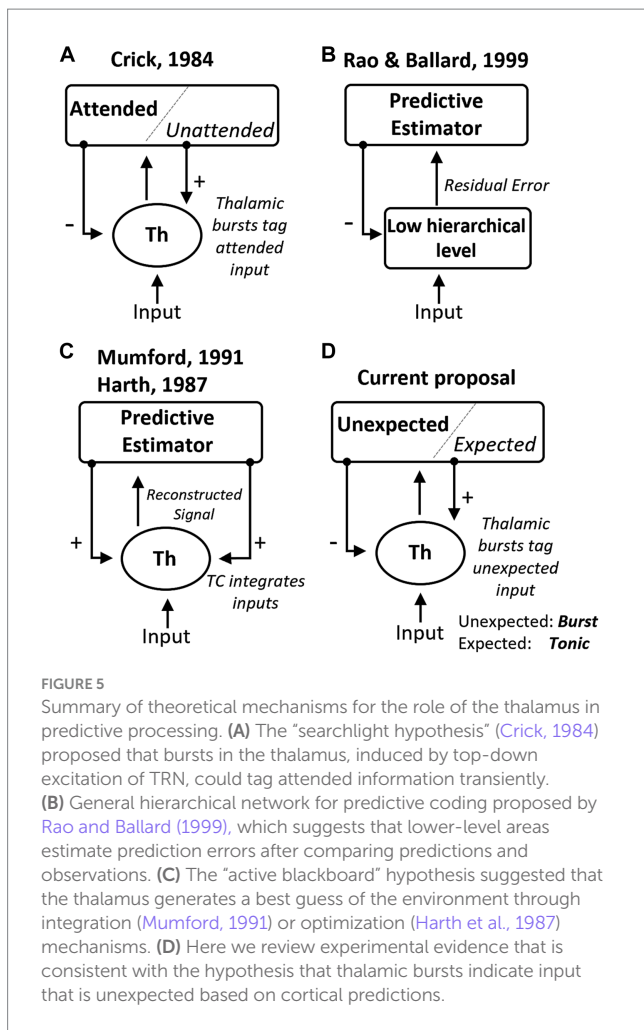 A
Crick, 1984
Attended
Unattended
-
+
Th
Thalamic
bursts tag
attended
input
Input
B
Rao & Ballard, 1999
Predictive
Estimator
Residual Error
-
Low hierarchical
level
Input
C
Mumford, 1991
Harth, 1987
Predictive
Estimator
Reconstructed
Signal
+
+
Th
TC integrates
inputs
Input
D
Current proposal
Unexpected
Expected
-
+
Th
Thalamic
bursts tag
unexpected
input
Input
Unexpected: Burst
Expected: Tonic
FIGURE 5
Summary of theoretical mechanisms for the role of the thalamus in
predictive processing. (A) The “searchlight hypothesis” (Crick, 1984)
proposed that bursts in the thalamus, induced by top-down
excitation of TRN, could tag attended information transiently.
(B) General hierarchical network for predictive coding proposed by
Rao and Ballard (1999), which suggests that lower-level areas
estimate prediction errors after comparing predictions and
observations. (C) The “active blackboard” hypothesis suggested that
the thalamus generates a best guess of the environment through
integration (Mumford, 1991) or optimization (Harth et al., 1987)
mechanisms. (D) Here we review experimental evidence that is
consistent with the hypothesis that thalamic bursts indicate input
that is unexpected based on cortical predictions.